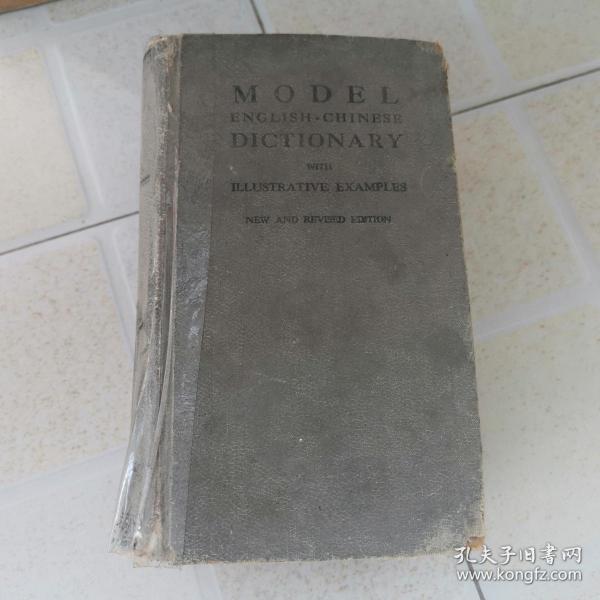 MODEL
ENGLISH-CHINESE
DICTIONARY
WITH
ILLUSTRATIVE EXAMPLES
NEW AND REVISED EDITION
孔夫子旧書网
www.kongfz.com